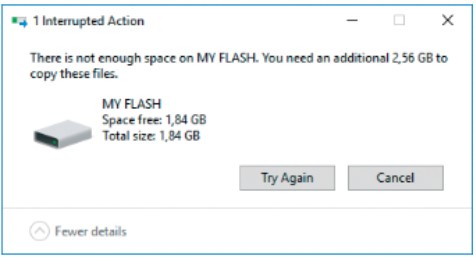 1 Interrupted Action
There is not enough space on MY FLASH. You need an additional 2,56 GB to
copy these files.
MY FLASH
Space free: 1,84 GB
Total size: 1,84 GB
Try Again
Cancel
Fewer details